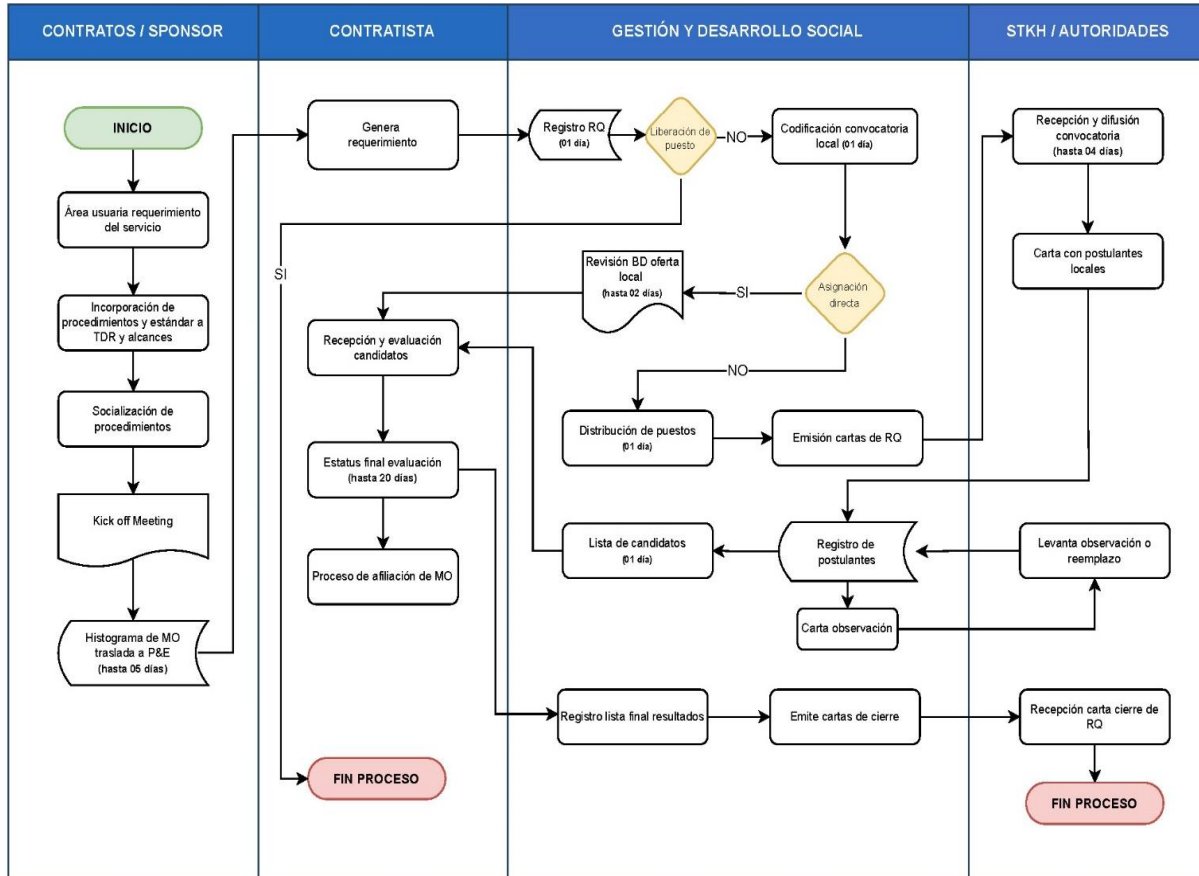 CONTRATOS / SPONSOR
CONTRATISTA
GESTIÓN Y DESARROLLO SOCIAL
STKH / AUTORIDADES
INICIO
Área usuaria requerimiento
del servicio
Incorporación de
procedimientos y estándar a
TDR y alcances
Socialización de
procedimientos
Kick off Meeting
Histograma de MO
traslada a P&E
(hasta 05 días)
Genera
requerimiento
Registro RQ
(01 día)
Liberación de
puesto
NO
SI
Codificación convocatoria
local (01 día)
Asignación
directa
SI
NO
Revisión BD oferta
local
(hasta 02 días)
Recepción y evaluación
candidatos
Estatus final evaluación
(hasta 20 días)
Proceso de afiliación de MO
Distribución de puestos
(01 día)
Emisión cartas de RQ
Recepción y difusión
convocatoria
(hasta 04 días)
Carta con postulantes
locales
Lista de candidatos
(01 día)
Registro de
postulantes
Levanta observación o
reemplazo
Carta observación
Registro lista final resultados
Emite cartas de cierre
Recepción carta cierre de
RQ
FIN PROCESO
FIN PROCESO